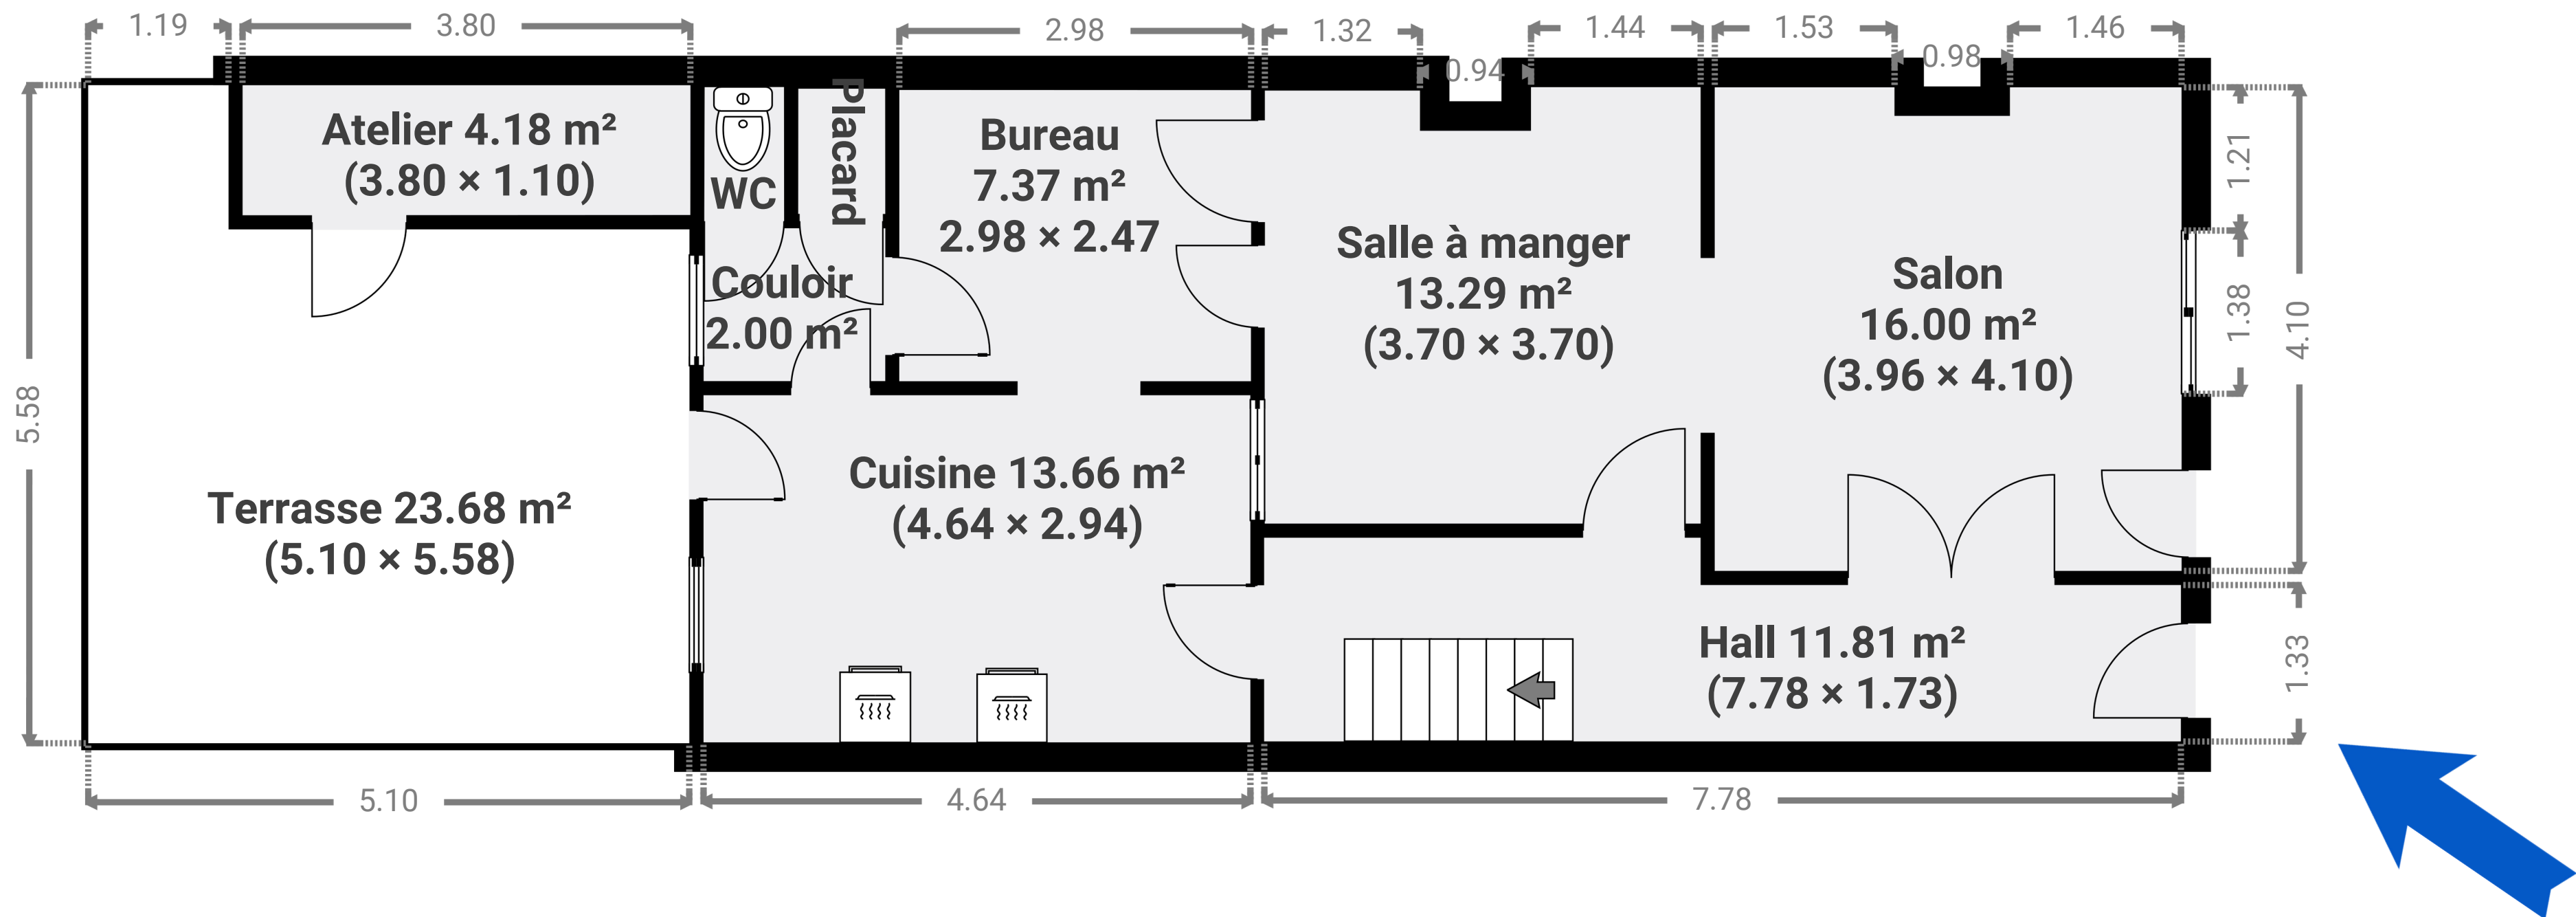 1.19
3.80
2.98
1.32
1.44
1.53
1.46
0.94
0.98
Placard
Atelier 4.18 m²
(3.80 × 1.10)
WC
Bureau
7.37 m²
2.98 × 2.47
Couloir
2.00 m²
Salle à manger
13.29 m²
(3.70 × 3.70)
Salon
16.00 m²
(3.96 × 4.10)
1.21
1.38
4.10
5.58
Terrasse 23.68 m²
(5.10 × 5.58)
Cuisine 13.66 m²
(4.64 × 2.94)
Hall 11.81 m²
(7.78 × 1.73)
1.33
5.10
4.64
7.78